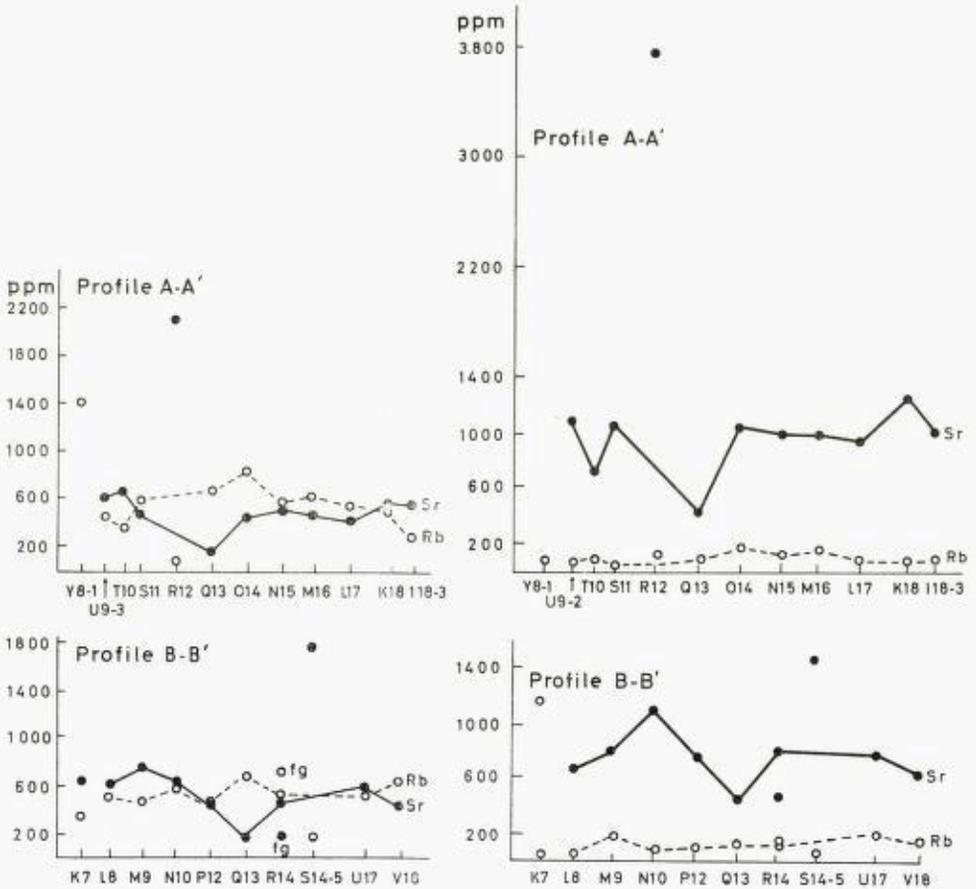 ppm
Profile A-A'
2200
1800
1400
1000
600
200
Sr
Rb
Y8-1 T10 S11 R12 Q13 O14 N15 M16 L17 K18 I18-3
U9-3
ppm
3.800
Profile A-A'
3000
2200
1400
1000
600
200
Sr
Rb
Y8-1 T10 S11 R12 Q13 O14 N15 M16 L17 K18 I18-3
U9-2
Profile B-B'
1800
1400
1000
600
200
fg
Rb
Sr
fg
K7 L8 M9 N10 P12 Q13 R14 S14-5 U17 V10
Profile B-B'
1400
1000
600
200
Sr
Rb
K7 L8 M9 N10 P12 Q13 R14 S14-5 U17 V18